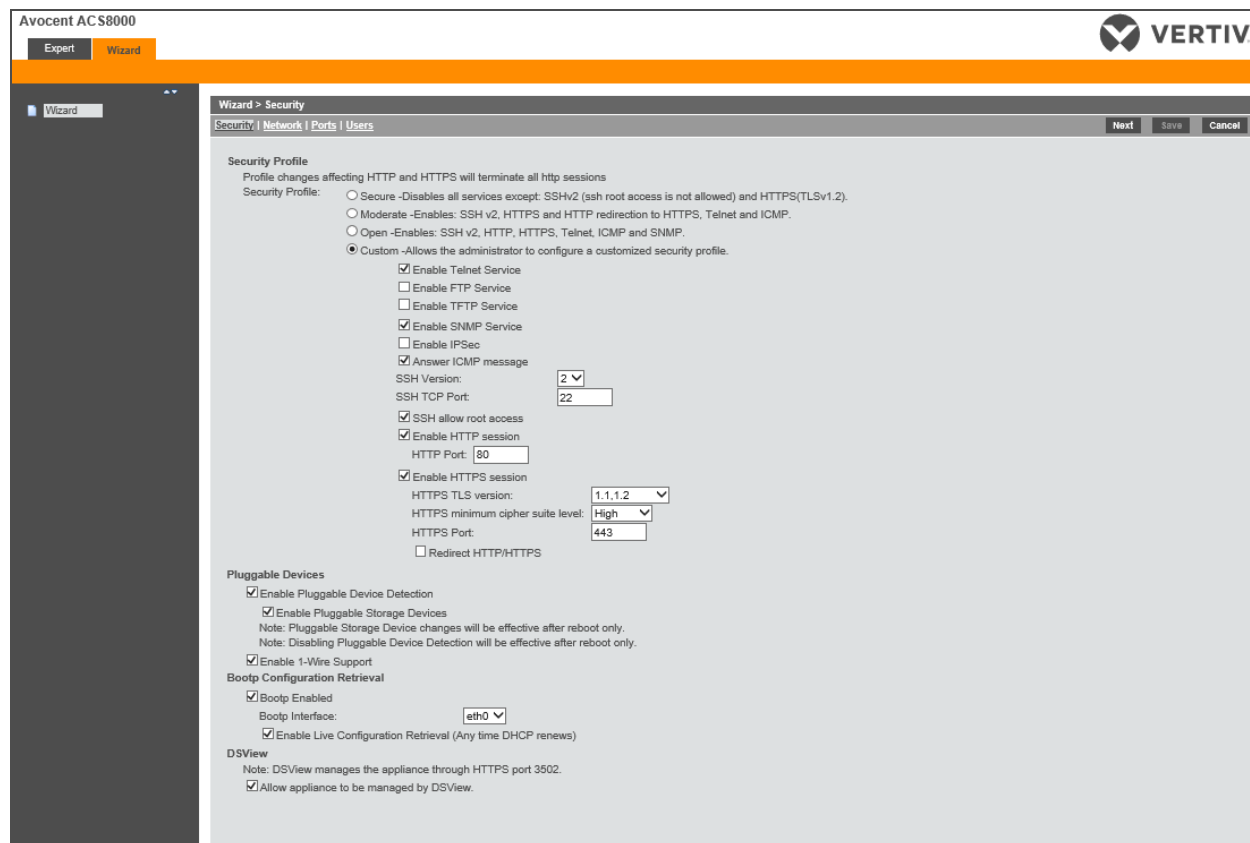 Avocent ACS8000
VERTIV.
Expert Wizard
Wizard
Wizard > Security
Security | Network | Ports | Users Next Save Cancel
Security Profile
Profile changes affecting HTTP and HTTPS will terminate all http sessions
Security Profile: Secure -Disables all services except: SSHv2 (ssh root access is not allowed) and HTTPS(TLSv1.2).
Moderate -Enables: SSH v2, HTTPS and HTTP redirection to HTTPS, Telnet and ICMP.
Open -Enables: SSH v2, HTTP, HTTPS, Telnet, ICMP and SNMP.
Custom -Allows the administrator to configure a customized security profile.
Enable Telnet Service
Enable FTP Service
Enable TFTP Service
Enable SNMP Service
Enable IPSec
Answer ICMP message
SSH Version: 2
SSH TCP Port: 22
SSH allow root access
Enable HTTP session
HTTP Port: 80
Enable HTTPS session
HTTPS TLS version: 1.1,1.2
HTTPS minimum cipher suite level: High
HTTPS Port: 443
Redirect HTTP/HTTPS
Pluggable Devices
Enable Pluggable Device Detection
Enable Pluggable Storage Devices
Note: Pluggable Storage Device changes will be effective after reboot only.
Note: Disabling Pluggable Device Detection will be effective after reboot only.
Enable 1-Wire Support
Bootp Configuration Retrieval
Bootp Enabled
Bootp Interface: eth0
Enable Live Configuration Retrieval (Any time DHCP renews)
DSView
Note: DSView manages the appliance through HTTPS port 3502.
Allow appliance to be managed by DSView.